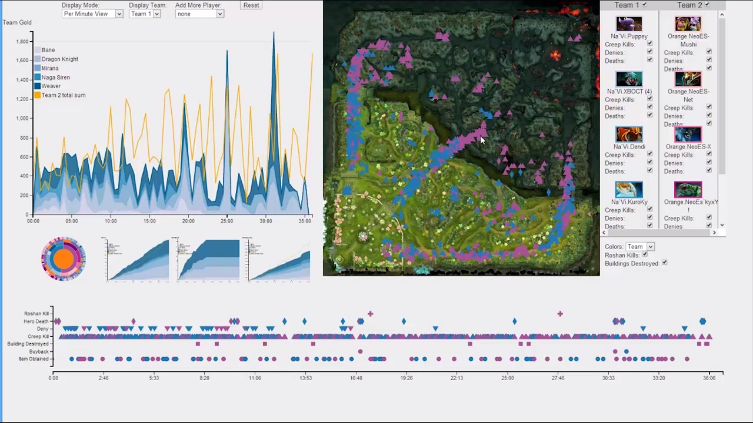 Display Mode: Display Team: Add More Player: Reset
Per Minute View Team 1 none
Team Gold
1,800
1,600
1,400
1,200
1,000
800
600
400
200
0
Bane
Dragon Knight
Mirana
Naga Siren
Weaver
Team 2 total sum
00.00 05.00 10.00 15.00 20.00 25.00 30.00 35.00
Team 1 Team 2
Na`Vi.Puppey Orange.NeoES-Mushi
Creep Kills: Creep Kills:
Denies: Denies:
Deaths: Deaths:
Na`Vi.XBOCT (4) Orange.NeoES-Net
Creep Kills: Creep Kills:
Denies: Denies:
Deaths: Deaths:
Na`Vi.Dendi Orange.NeoES-X
Creep Kills: Creep Kills:
Denies: Denies:
Deaths: Deaths:
Na`Vi.KuroKy Orange.NeoEs kyxY !
Creep Kills: Creep Kills:
Denies: Denies:
Colors: Team
Roshan Kills:
Buildings Destroyed:
Roshan Kill
Hero Death
Deny
Creep Kill
Building Destroyed
Buyback
Item Obtained
0:00 2:46 5:33 8:20 11:06 13:53 16:40 19:26 22:13 25:00 27:46 30:33 33:20 36:06